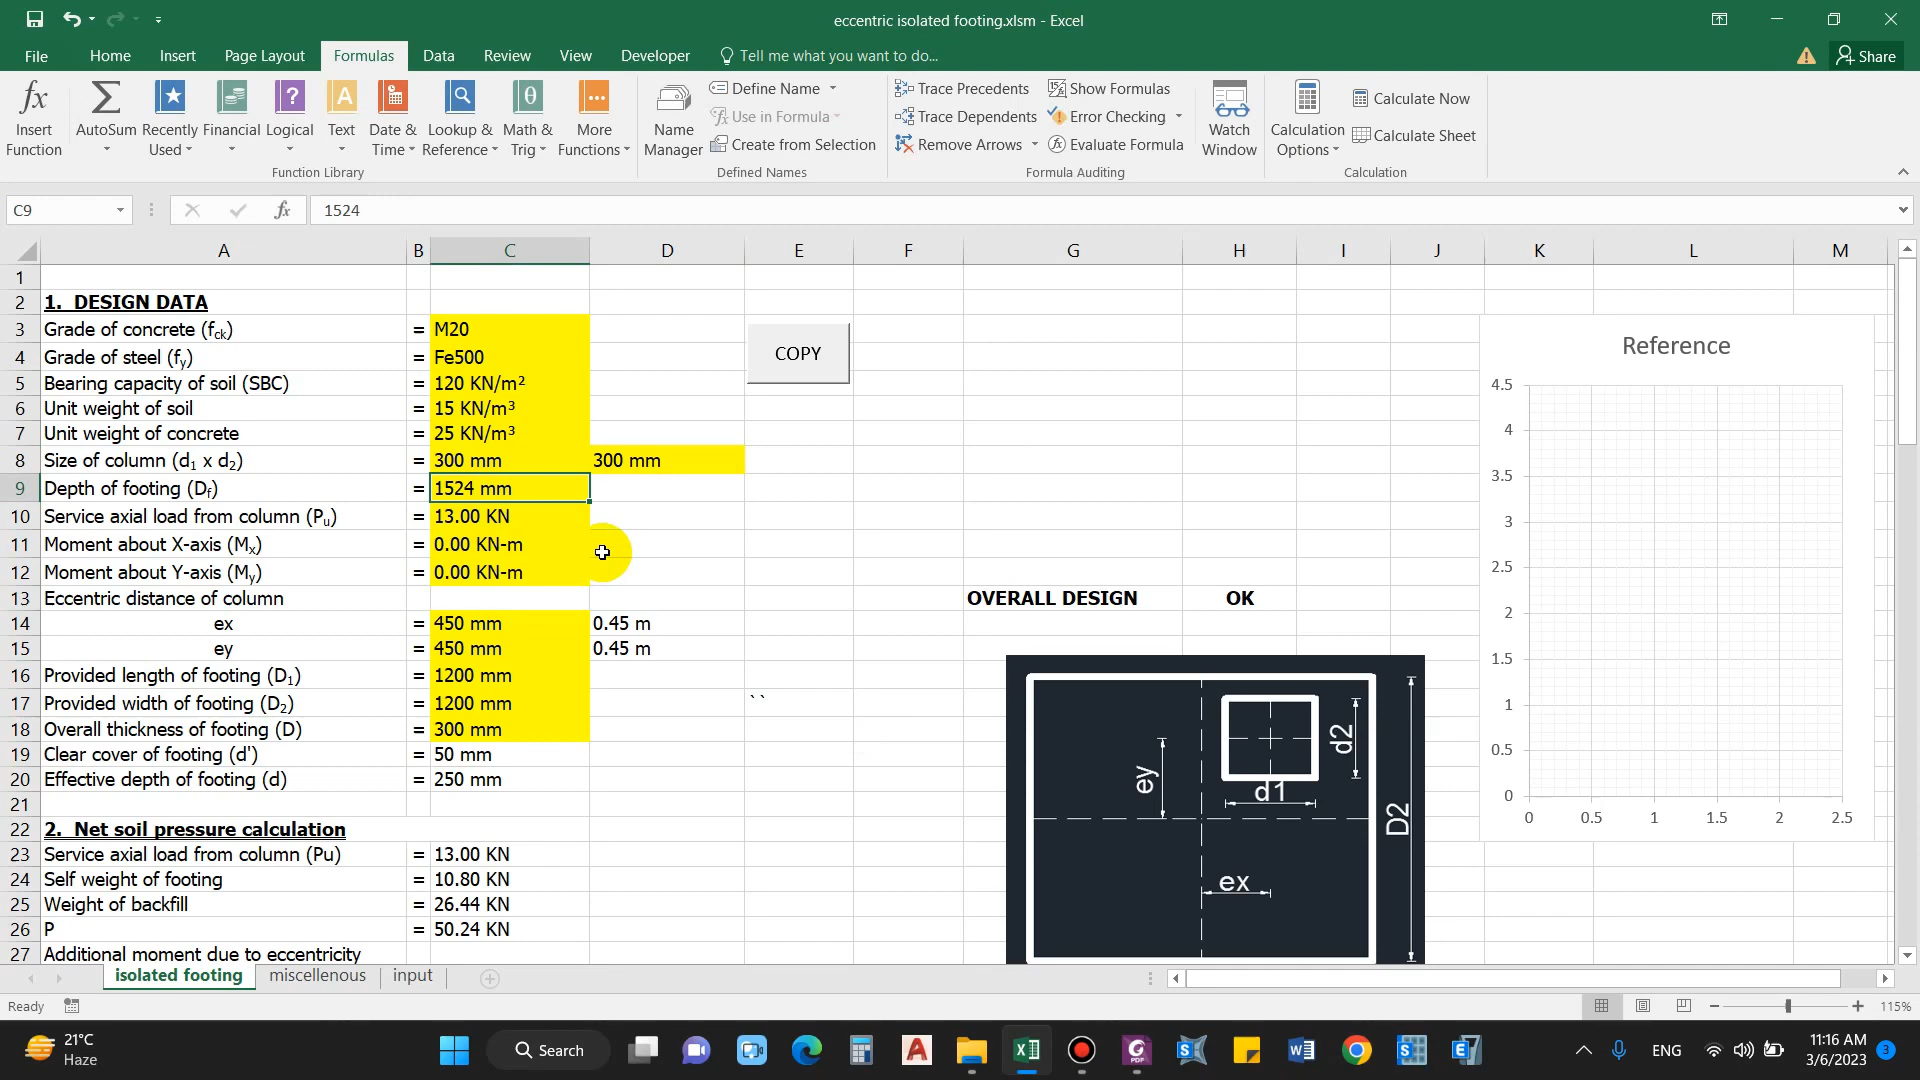 eccentric isolated footing.xlsm - Excel
File Home Insert Page Layout Formulas Data Review View Developer Tell me what you want to do... Share
fx Insert Function
AutoSum
Recently Used
Financial
Logical
Text
Date & Time
Lookup & Reference
Math & Trig
More Functions
Function Library
Name Manager
Define Name
Use in Formula
Create from Selection
Defined Names
Trace Precedents
Trace Dependents
Remove Arrows
Show Formulas
Error Checking
Evaluate Formula
Formula Auditing
Watch Window
Calculation Options
Calculate Now
Calculate Sheet
Calculation
C9 fx 1524
A B C D E F G H I J K L M
1
2 1. DESIGN DATA
3 Grade of concrete (fck) = M20
4 Grade of steel (fy) = Fe500
5 Bearing capacity of soil (SBC) = 120 KN/m²
6 Unit weight of soil = 15 KN/m³
7 Unit weight of concrete = 25 KN/m³
8 Size of column (d1 x d2) = 300 mm 300 mm
9 Depth of footing (Df) = 1524 mm
10 Service axial load from column (Pu) = 13.00 KN
11 Moment about X-axis (Mx) = 0.00 KN-m
12 Moment about Y-axis (My) = 0.00 KN-m
13 Eccentric distance of column OVERALL DESIGN OK
14 ex = 450 mm 0.45 m
15 ey = 450 mm 0.45 m
16 Provided length of footing (D1) = 1200 mm
17 Provided width of footing (D2) = 1200 mm ``
18 Overall thickness of footing (D) = 300 mm
19 Clear cover of footing (d') = 50 mm
20 Effective depth of footing (d) = 250 mm
21
22 2. Net soil pressure calculation
23 Service axial load from column (Pu) = 13.00 KN
24 Self weight of footing = 10.80 KN
25 Weight of backfill = 26.44 KN
26 P = 50.24 KN
27 Additional moment due to eccentricity
COPY
ey
d2
d1
D2
ex
Reference
4.5
4
3.5
3
2.5
2
1.5
1
0.5
0
0 0.5 1 1.5 2 2.5
isolated footing miscellenous input
Ready 115%
21°C
Haze
Search
ENG
11:16 AM
3/6/2023
3